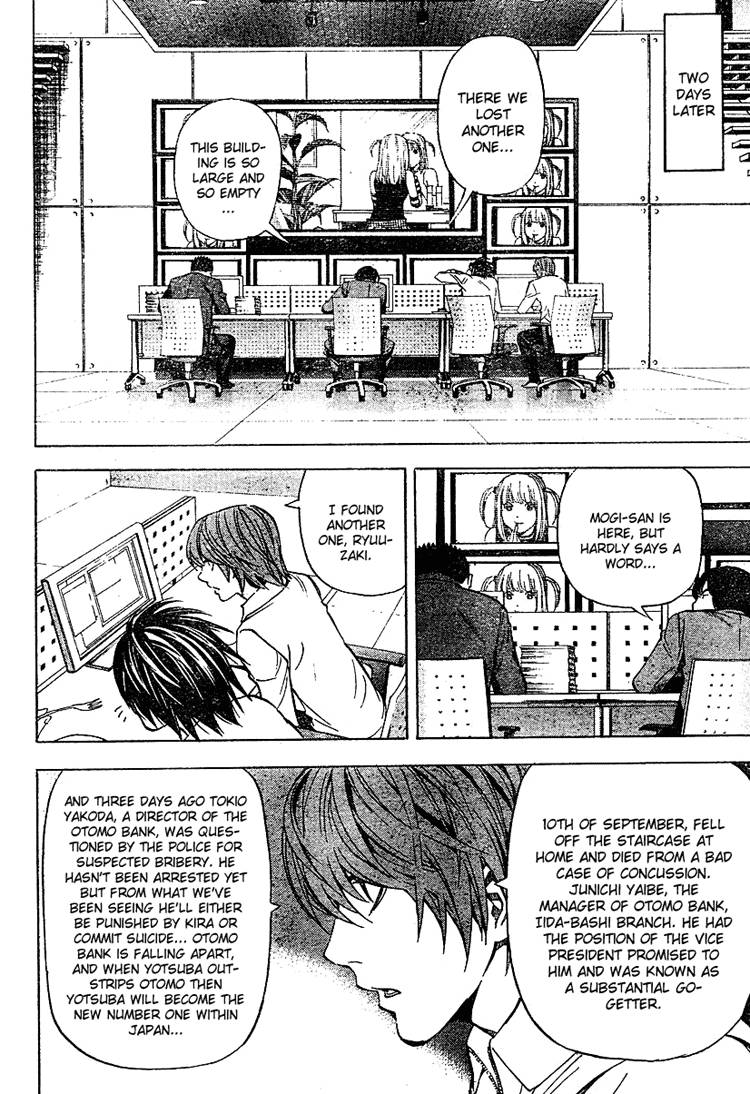 TWO
DAYS
LATER
THERE WE
LOST
ANOTHER
ONE...
THIS BUILD-
ING IS SO
LARGE AND
SO EMPTY
...
MOGI-SAN IS
HERE, BUT
HARDLY SAYS A
WORD...
I FOUND
ANOTHER
ONE, RYUU-
ZAKI.
10TH OF SEPTEMBER, FELL
OFF THE STAIRCASE AT
HOME AND DIED FROM A BAD
CASE OF CONCUSSION.
JUNICHI YAIBE, THE
MANAGER OF OTOMO BANK,
IIDA-BASHI BRANCH. HE HAD
THE POSITION OF THE VICE
PRESIDENT PROMISED TO
HIM AND WAS KNOWN AS
A SUBSTANTIAL GO-
GETTER.
AND THREE DAYS AGO TOKIO
YAKODA, A DIRECTOR OF THE
OTOMO BANK, WAS QUES-
TIONED BY THE POLICE FOR
SUSPECTED BRIBERY. HE
HASN'T BEEN ARRESTED YET
BUT FROM WHAT WE'VE
BEEN SEEING HE'LL EITHER
BE PUNISHED BY KIRA OR
COMMIT SUICIDE... OTOMO
BANK IS FALLING APART,
AND WHEN YOTSUBA OUT-
STRIPS OTOMO THEN
YOTSUBA WILL BECOME THE
NEW NUMBER ONE WITHIN
JAPAN...